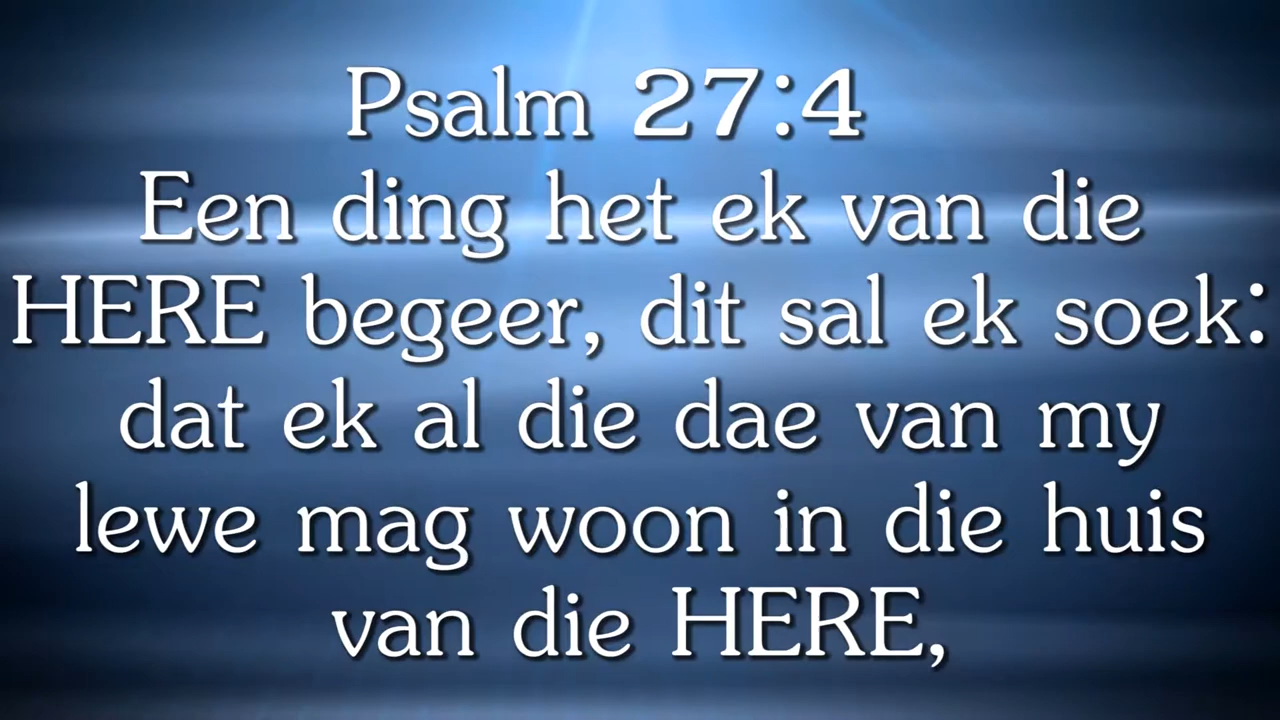 Psalm 27:4
Een ding het ek van die
HERE begeer, dit sal ek soek:
dat ek al die dae van my
lewe mag woon in die huis
van die HERE,